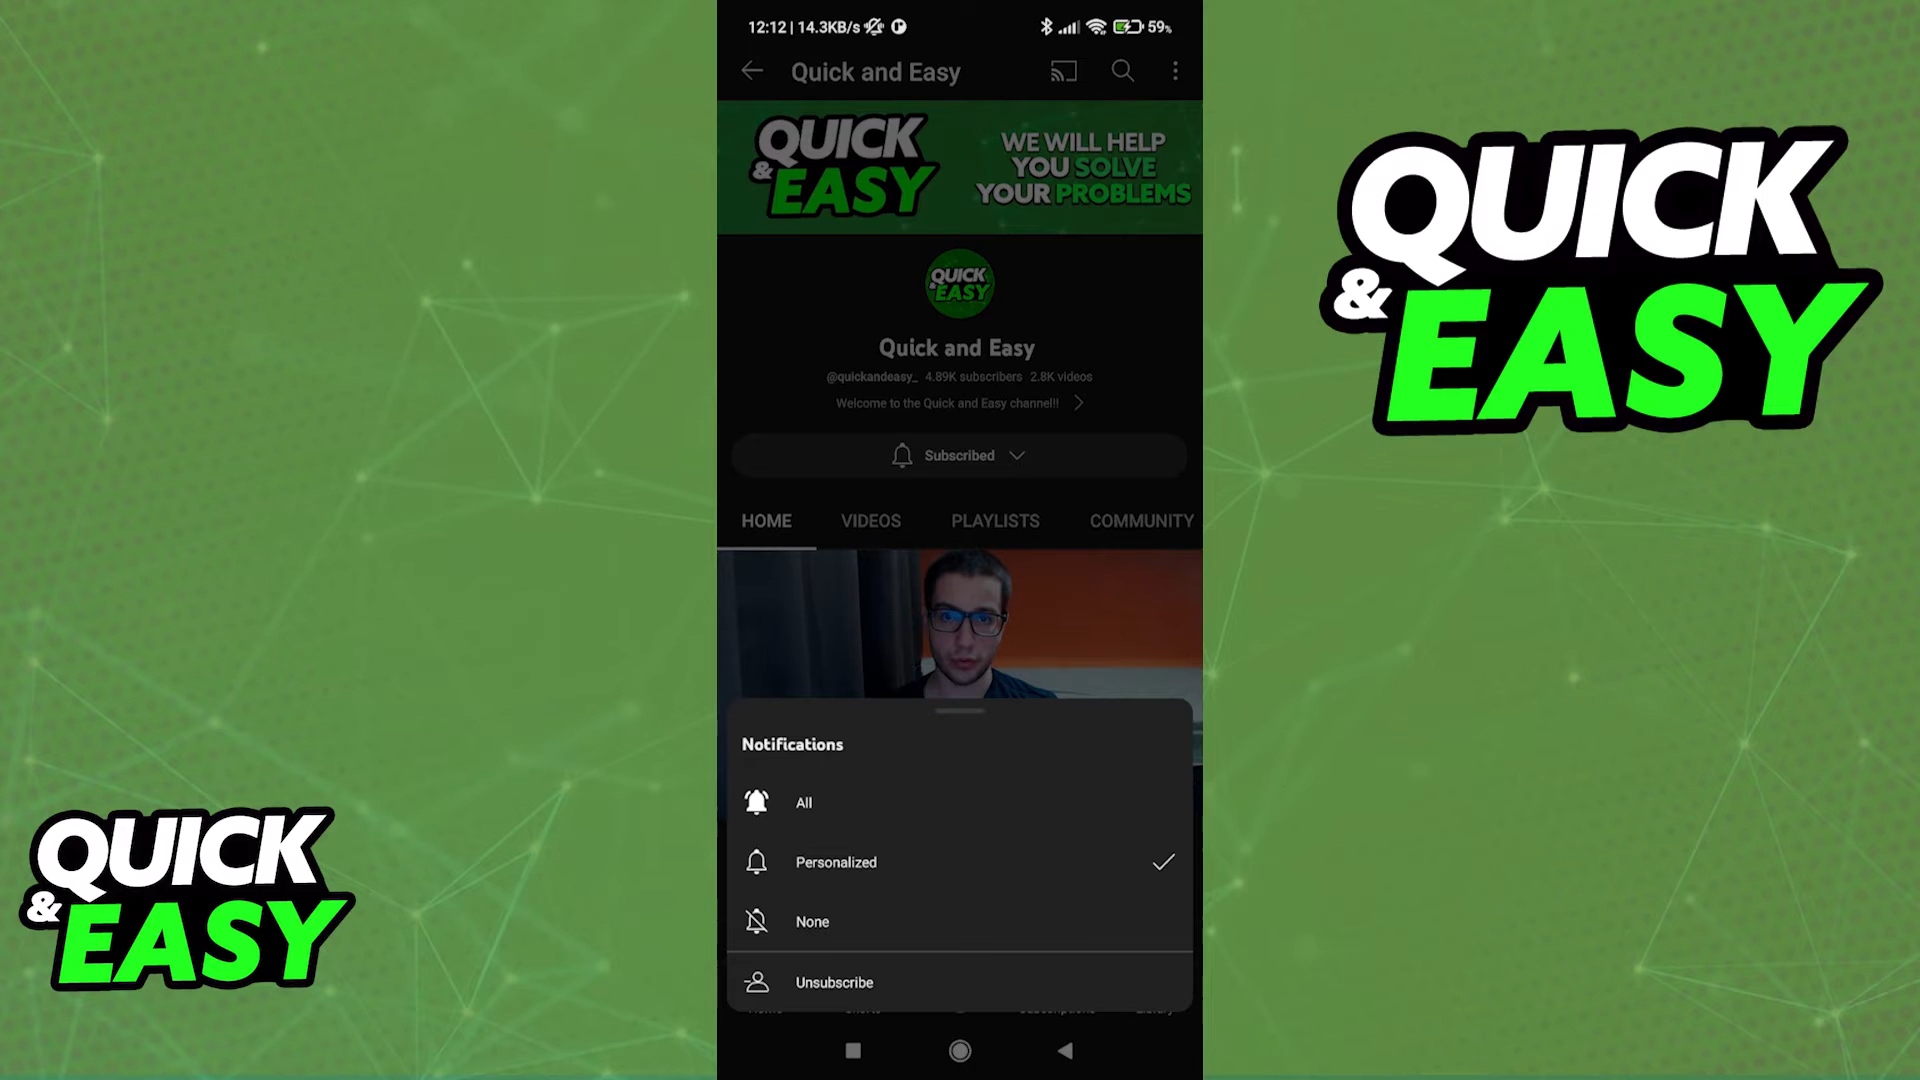 12:12 | 14.3KB/s
59%
Quick and Easy
QUICK
& EASY
WE WILL HELP
YOU SOLVE
YOUR PROBLEMS
QUICK
& EASY
Quick and Easy
@quickandeasy_ 4.89K subscribers 2.8K videos
Welcome to the Quick and Easy channel!!
Subscribed
HOME VIDEOS PLAYLISTS COMMUNITY
Notifications
All
Personalized
None
Unsubscribe
QUICK
& EASY
QUICK
& EASY